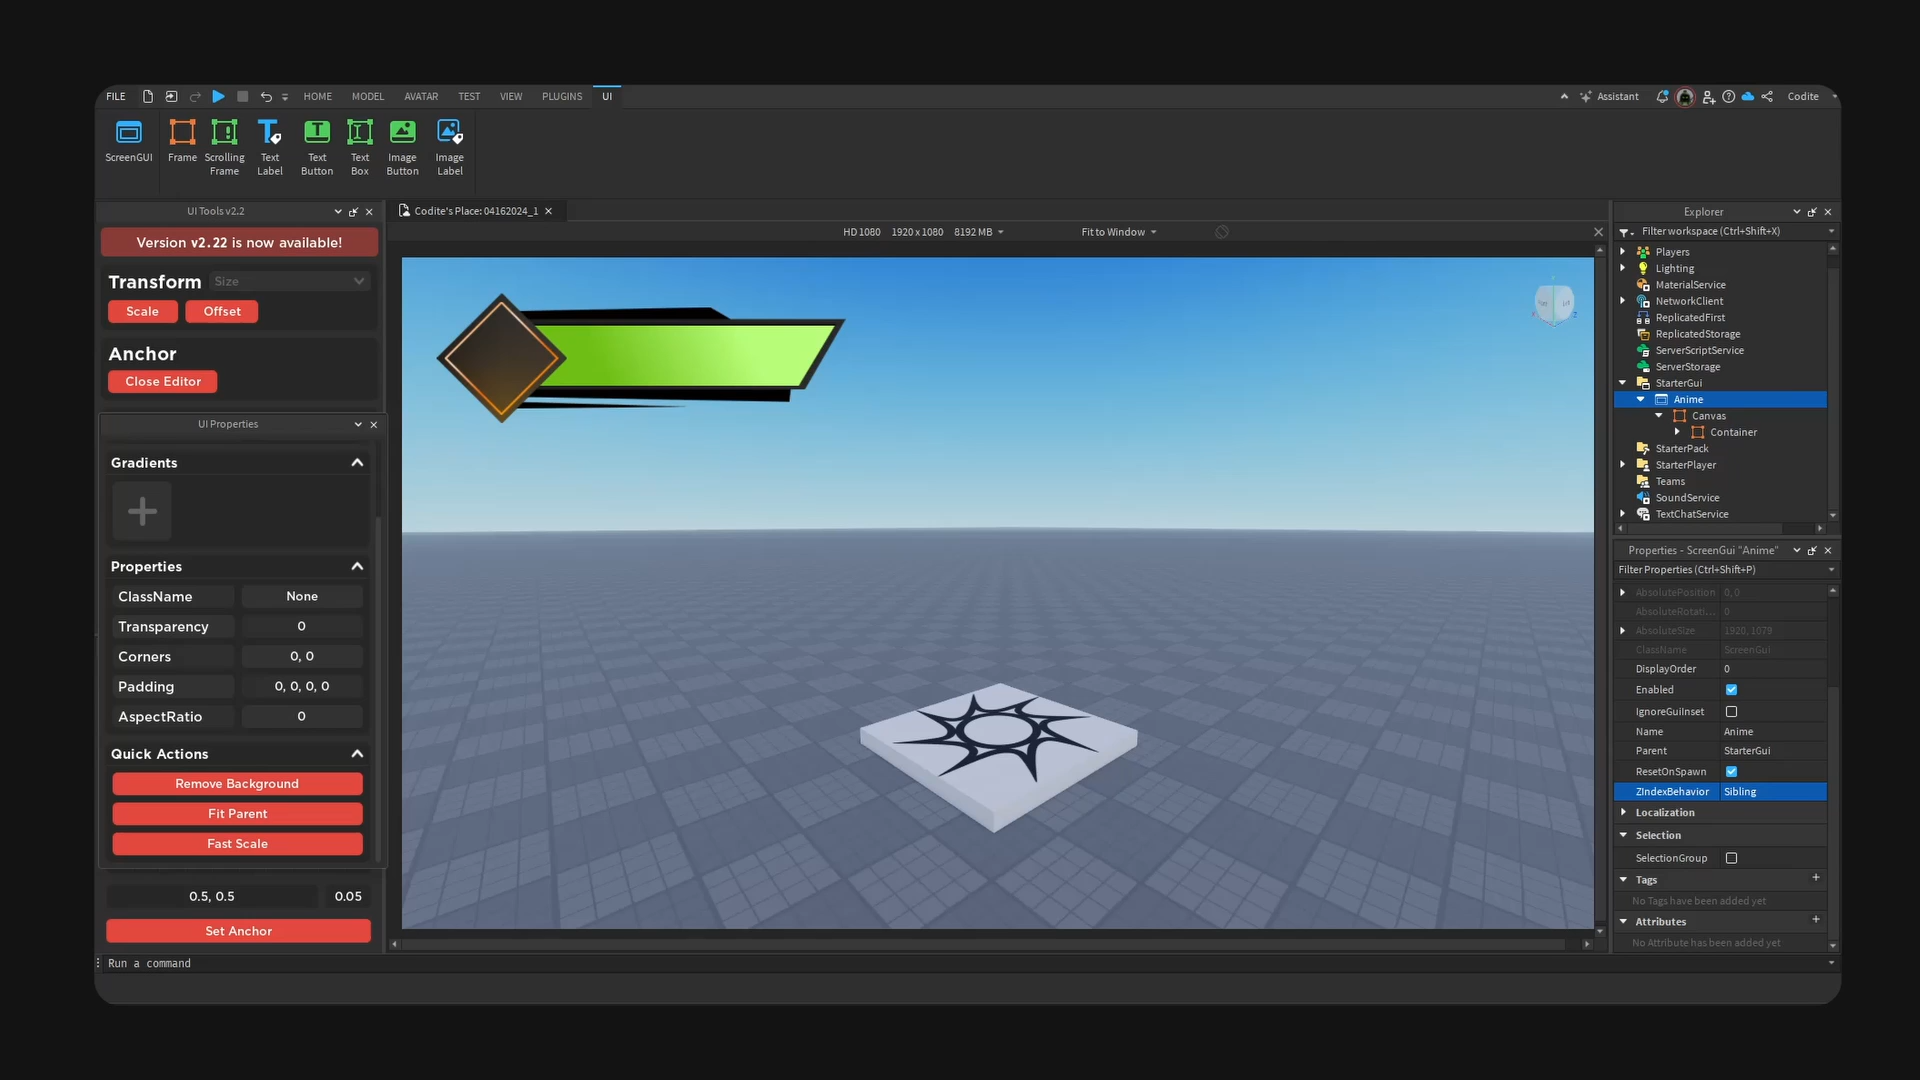 FILE HOME MODEL AVATAR TEST VIEW PLUGINS UI Assistant Codite
ScreenGUI Frame Scrolling Frame Text Label Text Button Text Box Image Button Image Label
UI Tools v2.2
Version v2.22 is now available!
Transform Size
Scale Offset
Anchor
Close Editor
UI Properties
Gradients
Properties
ClassName None
Transparency 0
Corners 0, 0
Padding 0, 0, 0, 0
AspectRatio 0
Quick Actions
Remove Background
Fit Parent
Fast Scale
0.5, 0.5 0.05
Set Anchor
Run a command
Codite's Place: 04162024_1
HD 1080 1920 x 1080 8192 MB Fit to Window
Explorer
Filter workspace (Ctrl+Shift+X)
Players
Lighting
MaterialService
NetworkClient
ReplicatedFirst
ReplicatedStorage
ServerScriptService
ServerStorage
StarterGui
Anime
Canvas
Container
StarterPack
StarterPlayer
Teams
SoundService
TextChatService
Properties - ScreenGui "Anime"
Filter Properties (Ctrl+Shift+P)
AbsolutePosition 0, 0
AbsoluteRotati... 0
AbsoluteSize 1920, 1079
ClassName ScreenGui
DisplayOrder 0
Enabled
IgnoreGuiInset
Name Anime
Parent StarterGui
ResetOnSpawn
ZIndexBehavior Sibling
Localization
Selection
SelectionGroup
Tags
No Tags have been added yet
Attributes
No Attribute has been added yet